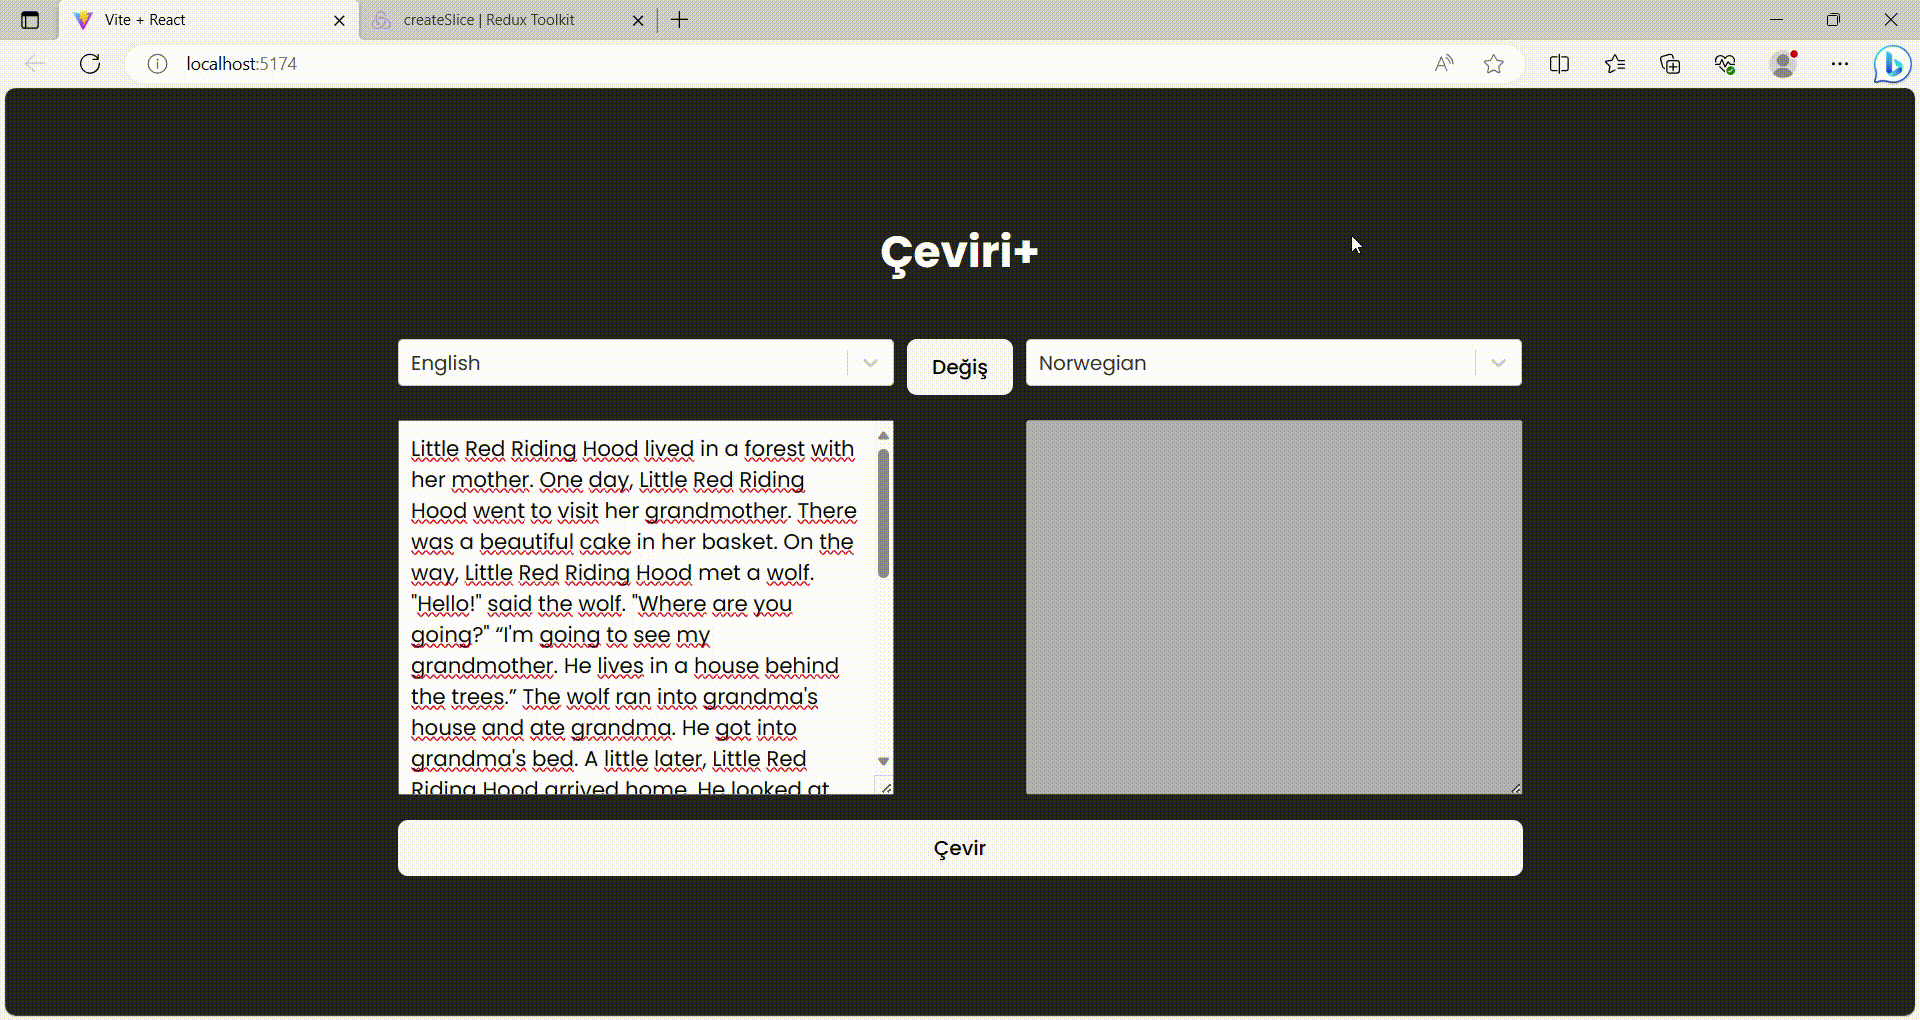 Vite + React
createSlice | Redux Toolkit
localhost:5174
Çeviri+
English
Değiş
Norwegian
Little Red Riding Hood lived in a forest with
her mother. One day, Little Red Riding
Hood went to visit her grandmother. There
was a beautiful cake in her basket. On the
way, Little Red Riding Hood met a wolf.
"Hello!" said the wolf. "Where are you
going?" “I'm going to see my
grandmother. He lives in a house behind
the trees.” The wolf ran into grandma's
house and ate grandma. He got into
grandma's bed. A little later, Little Red
Riding Hood arrived home. He looked at
Çevir